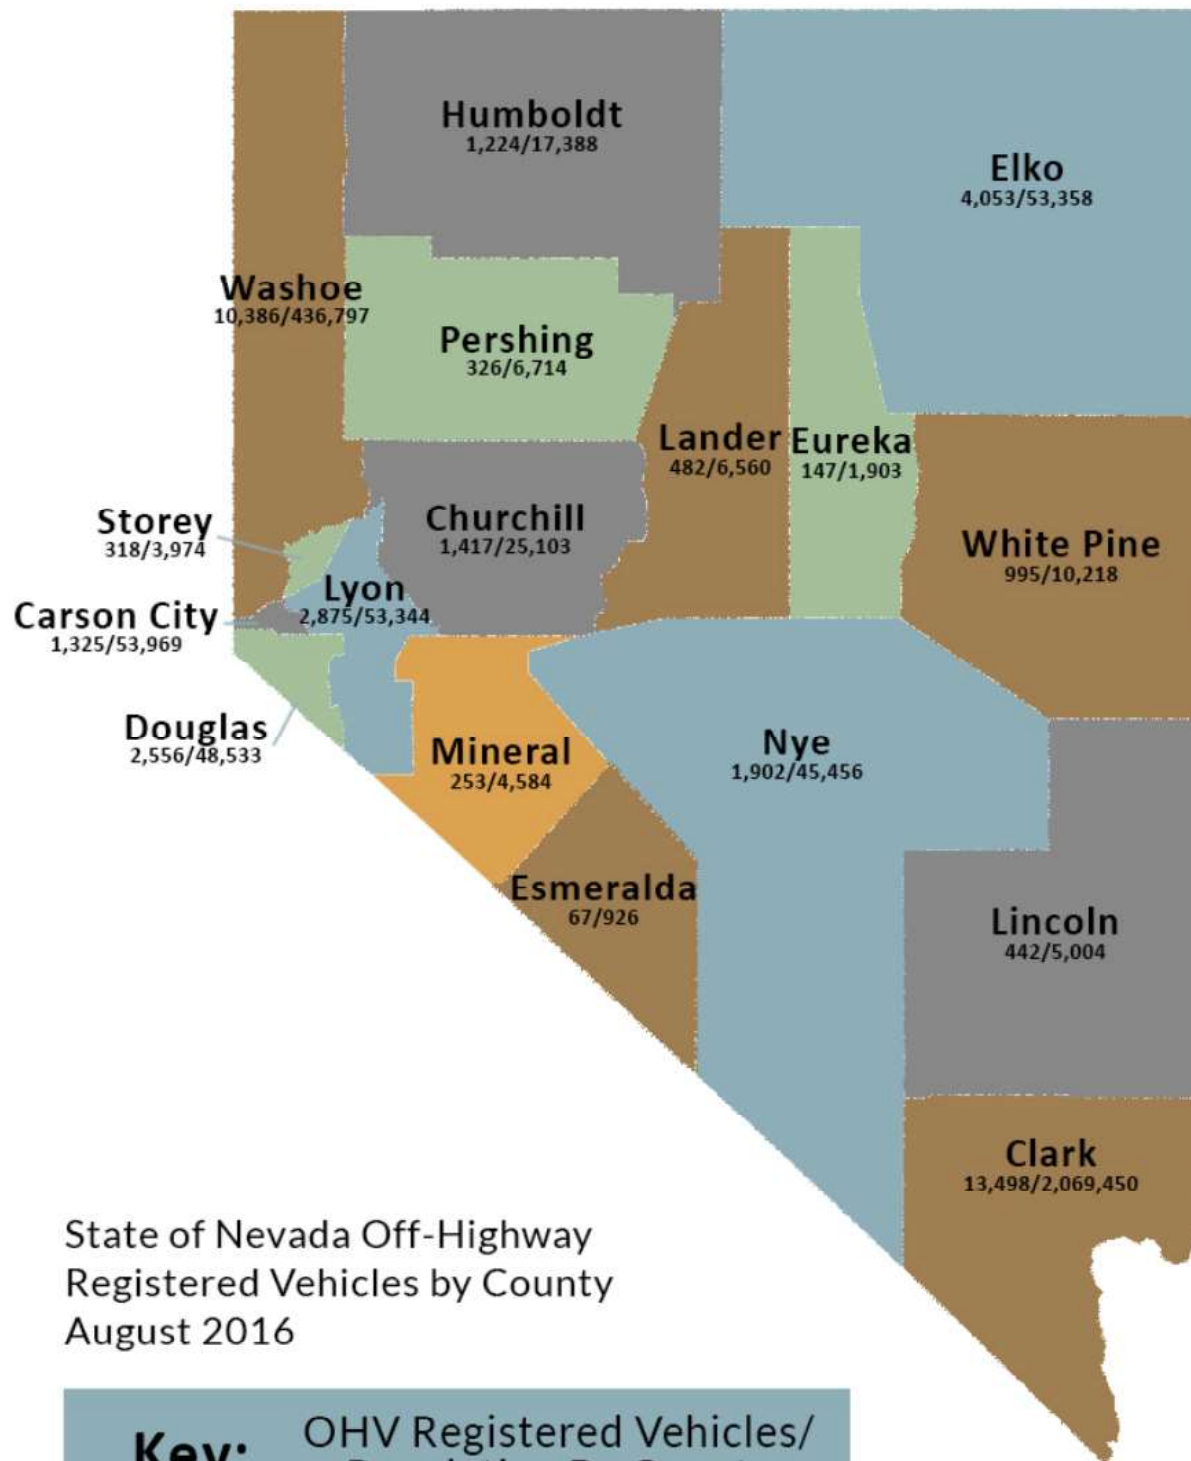 Humboldt
1,224/17,388
Elko
4,053/53,358
Washoe
10,386/436,797
Pershing
326/6,714
Lander
482/6,560
Eureka
147/1,903
Storey
318/3,974
Churchill
1,417/25,103
White Pine
995/10,218
Lyon
2,875/53,344
Carson City
1,325/53,969
Douglas
2,556/48,533
Mineral
253/4,584
Nye
1,902/45,456
Esmeralda
67/926
Lincoln
442/5,004
Clark
13,498/2,069,450
State of Nevada Off-Highway
Registered Vehicles by County
August 2016
Key:
OHV Registered Vehicles/